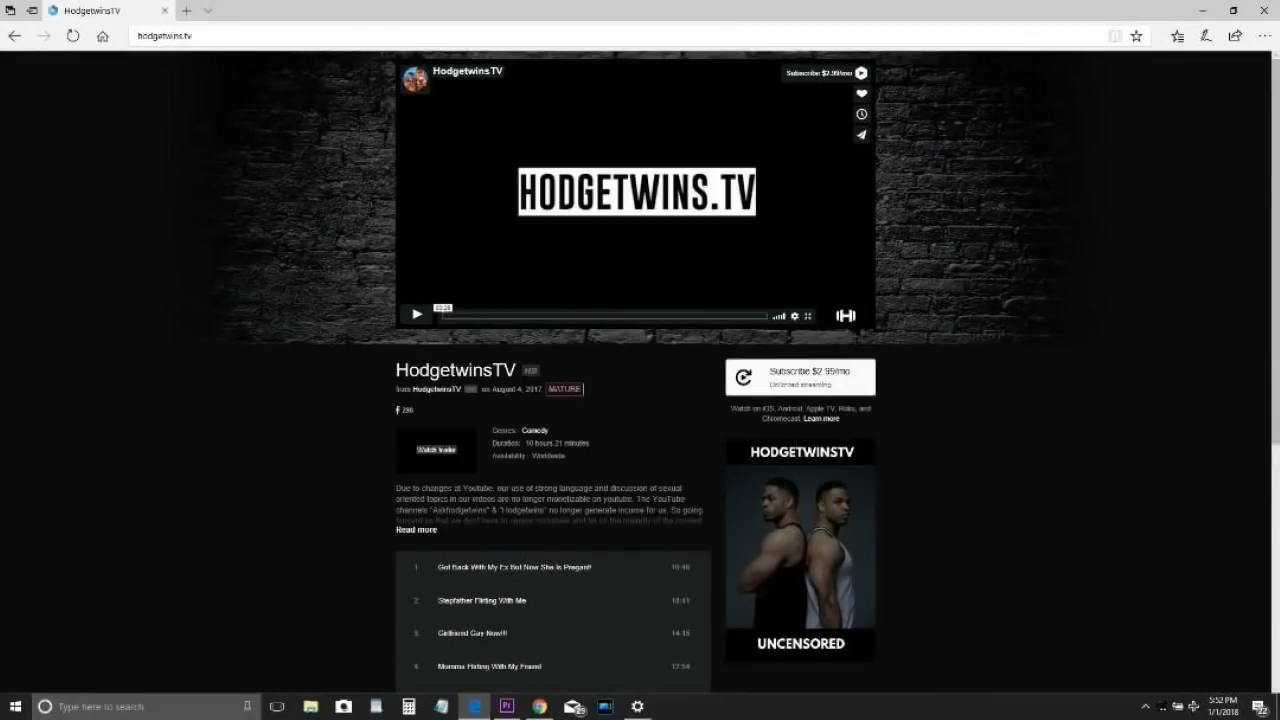 HodgetwinsTV
hodgetwins.tv
HodgetwinsTV
Subscribe $2.99/mo
HODGETWINS.TV
HodgetwinsTV
from HodgetwinsTV on August 4, 2017 MATURE
286
Watch trailer
Genres: Comedy
Duration: 10 hours 21 minutes
Availability: Worldwide
Due to changes at Youtube, our use of strong language and discussion of sexual
oriented topics in our videos are no longer monetizable on youtube. The YouTube
channels "Askhodgetwins" & "Hodgetwins" no longer generate income for us. So going
Read more
1. Got Back With My Ex But Now She Is Pregant!
2. Stepfather Flirting With Me
3. Girlfriend Gay Now!!! 14:15
4. Momma Flirting With My Friend
Subscribe $2.99/mo
Unlimited streaming
Watch on iOS, Android, Apple TV, Roku, and
Chromecast. Learn more
HODGETWINSTV
UNCENSORED
Type here to search
5:52 PM
1/1/2018